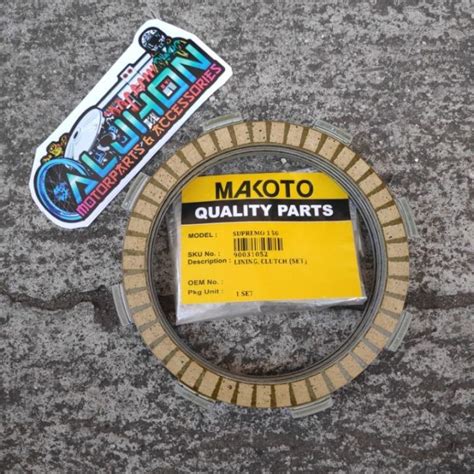 ALJHON
MOTORPARTS & ACCESSORIES
MAKOTO
QUALITY PARTS
MODEL : SUPREMO 150
SKU No. : 90031052
Description : LINING, CLUTCH (SET)
OEM No. :
Pkg Unit : 1 SET